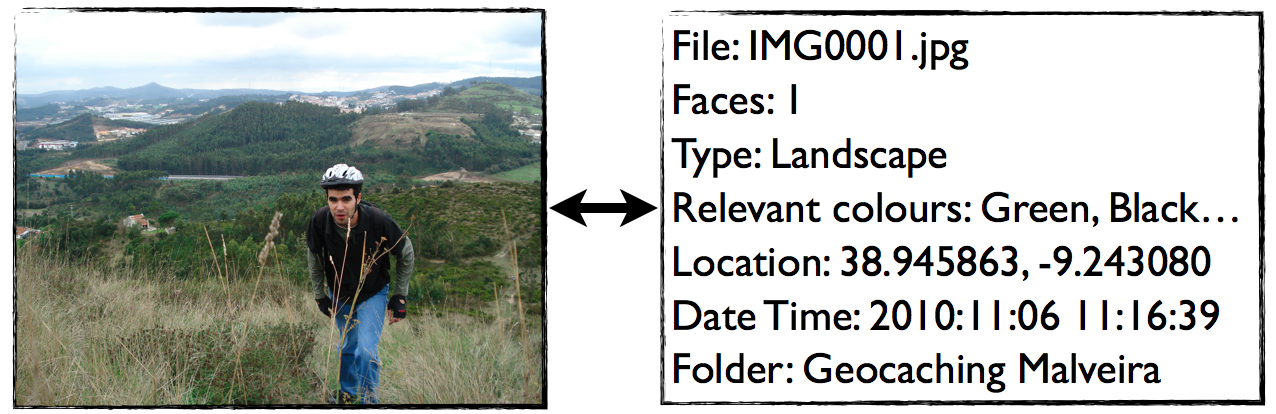 File: IMG0001.jpg
Faces: 1
Type: Landscape
Relevant colours: Green, Black…
Location: 38.945863, -9.243080
Date Time: 2010:11:06 11:16:39
Folder: Geocaching Malveira